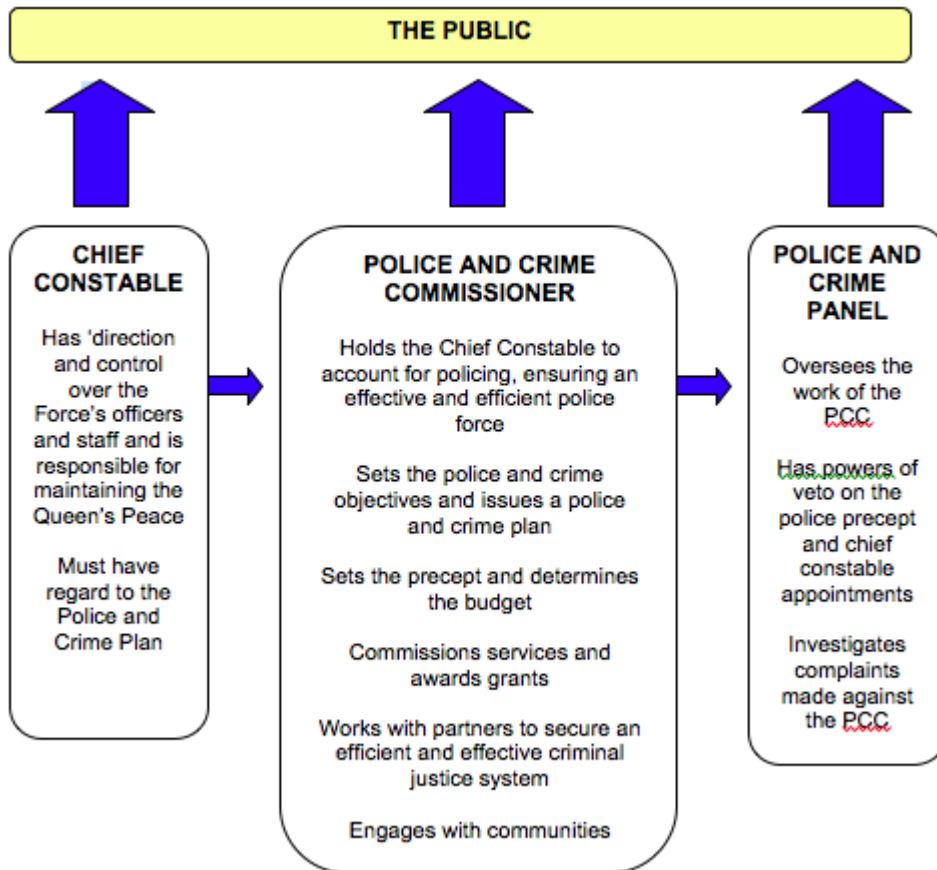 THE PUBLIC
CHIEF
CONSTABLE
Has 'direction
and control
over the
Force's officers
and staff and is
responsible for
maintaining the
Queen's Peace
Must have
regard to the
Police and
Crime Plan
POLICE AND CRIME
COMMISSIONER
Holds the Chief Constable to
account for policing, ensuring an
effective and efficient police
force
Sets the police and crime
objectives and issues a police
and crime plan
Sets the precept and determines
the budget
Commissions services and
awards grants
Works with partners to secure an
efficient and effective criminal
justice system
Engages with communities
POLICE AND
CRIME
PANEL
Oversees the
work of the
PCC
Has powers of
veto on the
police precept
and chief
constable
appointments
Investigates
complaints
made against
the PCC